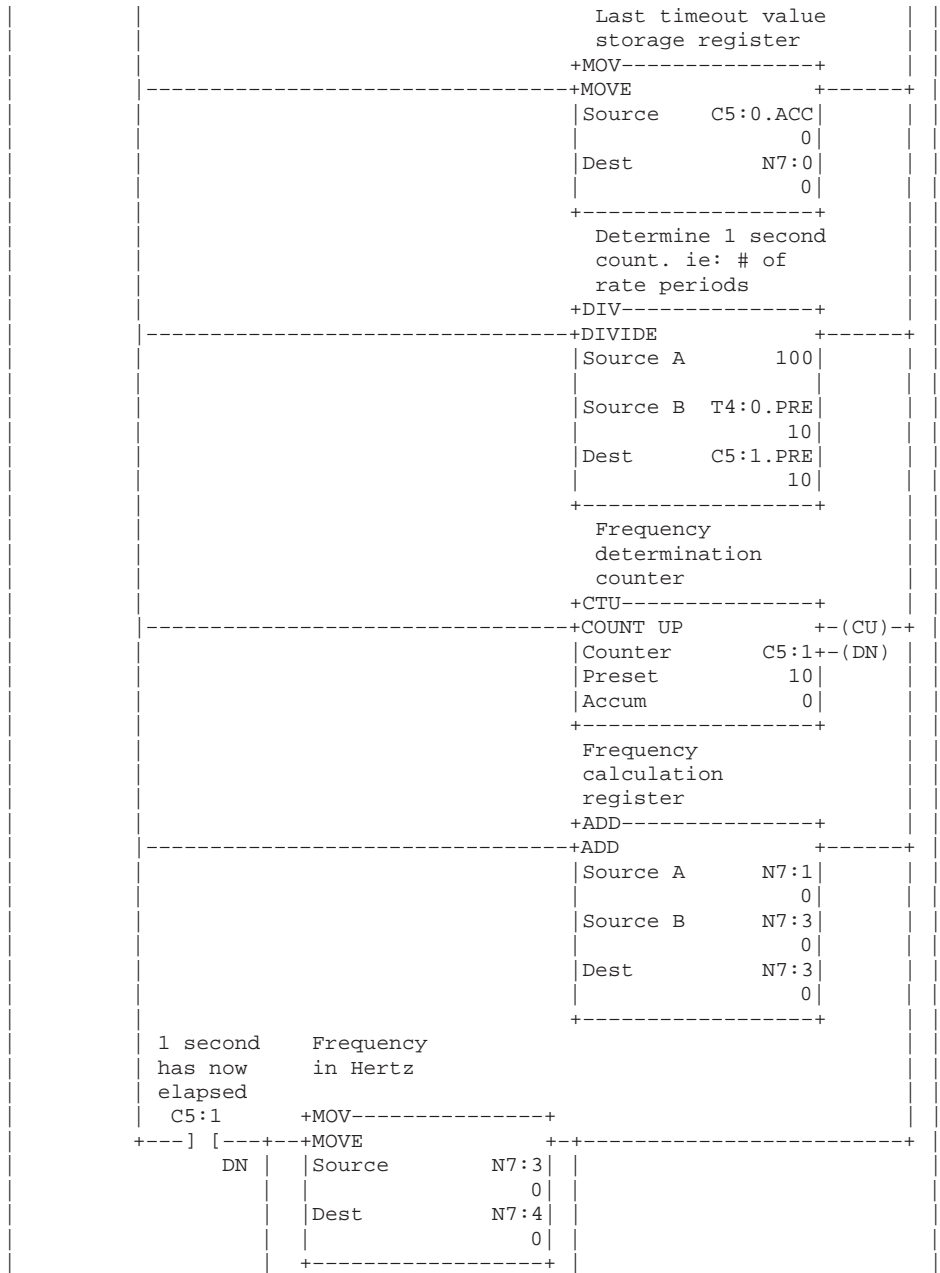 Last timeout value
storage register
+MOV---------------+
+MOVE +------+
Source C5:0.ACC
0
Dest N7:0
0
+------------------+
Determine 1 second
count. ie: # of
rate periods
+DIV---------------+
+DIVIDE +------+
Source A 100
Source B T4:0.PRE
10
Dest C5:1.PRE
10
+------------------+
Frequency
determination
counter
+CTU---------------+
+COUNT UP +-(CU)-+
Counter C5:1+-(DN)
Preset 10
Accum 0
+------------------+
Frequency
calculation
register
+ADD---------------+
+ADD +------+
Source A N7:1
0
Source B N7:3
0
Dest N7:3
0
+------------------+
1 second Frequency
has now in Hertz
elapsed
C5:1 +MOV---------------+
+---] [---+--+MOVE +-+-------------------------+
DN Source N7:3
0
Dest N7:4
0
+------------------+